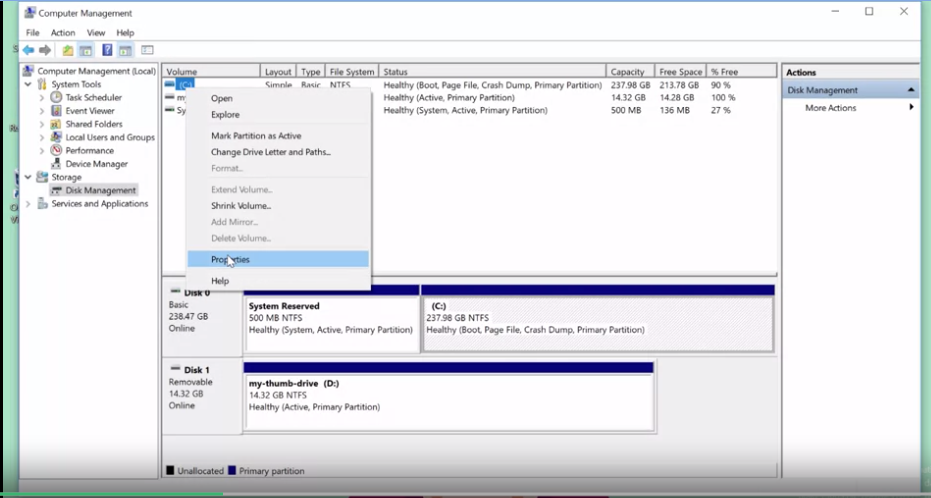 Computer Management
File Action View Help
Computer Management (Local)
System Tools
Task Scheduler
Event Viewer
Shared Folders
Local Users and Groups
Performance
Device Manager
Storage
Disk Management
Services and Applications
Volume Layout Type File System Status Capacity Free Space % Free
(C:) Simple Basic NTFS Healthy (Boot, Page File, Crash Dump, Primary Partition) 237.98 GB 213.78 GB 90 %
my Healthy (Active, Primary Partition) 14.32 GB 14.28 GB 100 %
Sy Healthy (System, Active, Primary Partition) 500 MB 136 MB 27 %
Open
Explore
Mark Partition as Active
Change Drive Letter and Paths...
Format...
Extend Volume...
Shrink Volume...
Add Mirror...
Delete Volume...
Properties
Help
Actions
Disk Management
More Actions
Disk 0
Basic
238.47 GB
Online
System Reserved
500 MB NTFS
Healthy (System, Active, Primary Partition)
(C:)
237.98 GB NTFS
Healthy (Boot, Page File, Crash Dump, Primary Partition)
Disk 1
Removable
14.32 GB
Online
my-thumb-drive (D:)
14.32 GB NTFS
Healthy (Active, Primary Partition)
Unallocated Primary partition